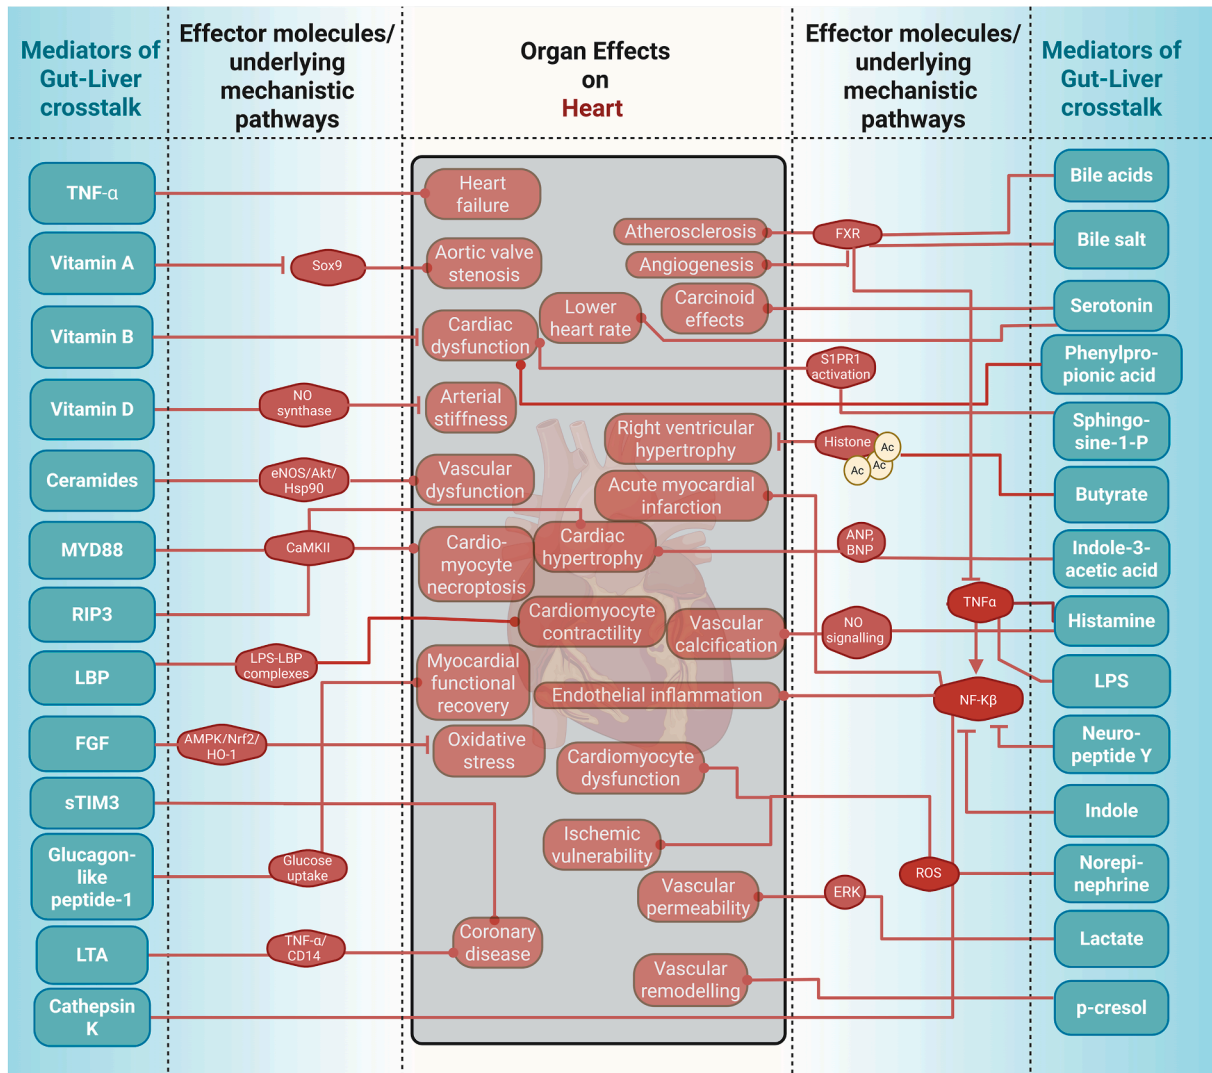 Mediators of
Gut-Liver
crosstalk
Effector molecules/
underlying
mechanistic
pathways
Organ Effects
on
Heart
Effector molecules/
underlying
mechanistic
pathways
Mediators of
Gut-Liver
crosstalk
TNF-α
Vitamin A
Vitamin B
Vitamin D
Ceramides
MYD88
RIP3
LBP
FGF
sTIM3
Glucagon-
like
peptide-1
LTA
Cathepsin
K
Sox9
NO
synthase
eNOS/Akt/
Hsp90
CaMKII
LPS-LBP
complexes
AMPK/Nrf2/
HO-1
Glucose
uptake
TNF-α/
CD14
Heart
failure
Aortic valve
stenosis
Cardiac
dysfunction
Arterial
stiffness
Vascular
dysfunction
Cardio-
myocyte
necroptosis
Myocardial
functional
recovery
Oxidative
stress
Coronary
disease
Atherosclerosis
Angiogenesis
Carcinoid
effects
Lower
heart rate
Right ventricular
hypertrophy
Acute myocardial
infarction
Cardiac
hypertrophy
Cardiomyocyte
contractility
Vascular
calcification
Endothelial inflammation
Cardiomyocyte
dysfunction
Ischemic
vulnerability
Vascular
permeability
Vascular
remodelling
FXR
S1PR1
activation
Histone
Ac
Ac
Ac
ANP,
BNP
TNFα
NO
signalling
NF-Kβ
ROS
ERK
Bile acids
Bile salt
Serotonin
Phenylpro-
pionic acid
Sphingo-
sine-1-P
Butyrate
Indole-3-
acetic acid
Histamine
LPS
Neuro-
peptide Y
Indole
Norepi-
nephrine
Lactate
p-cresol